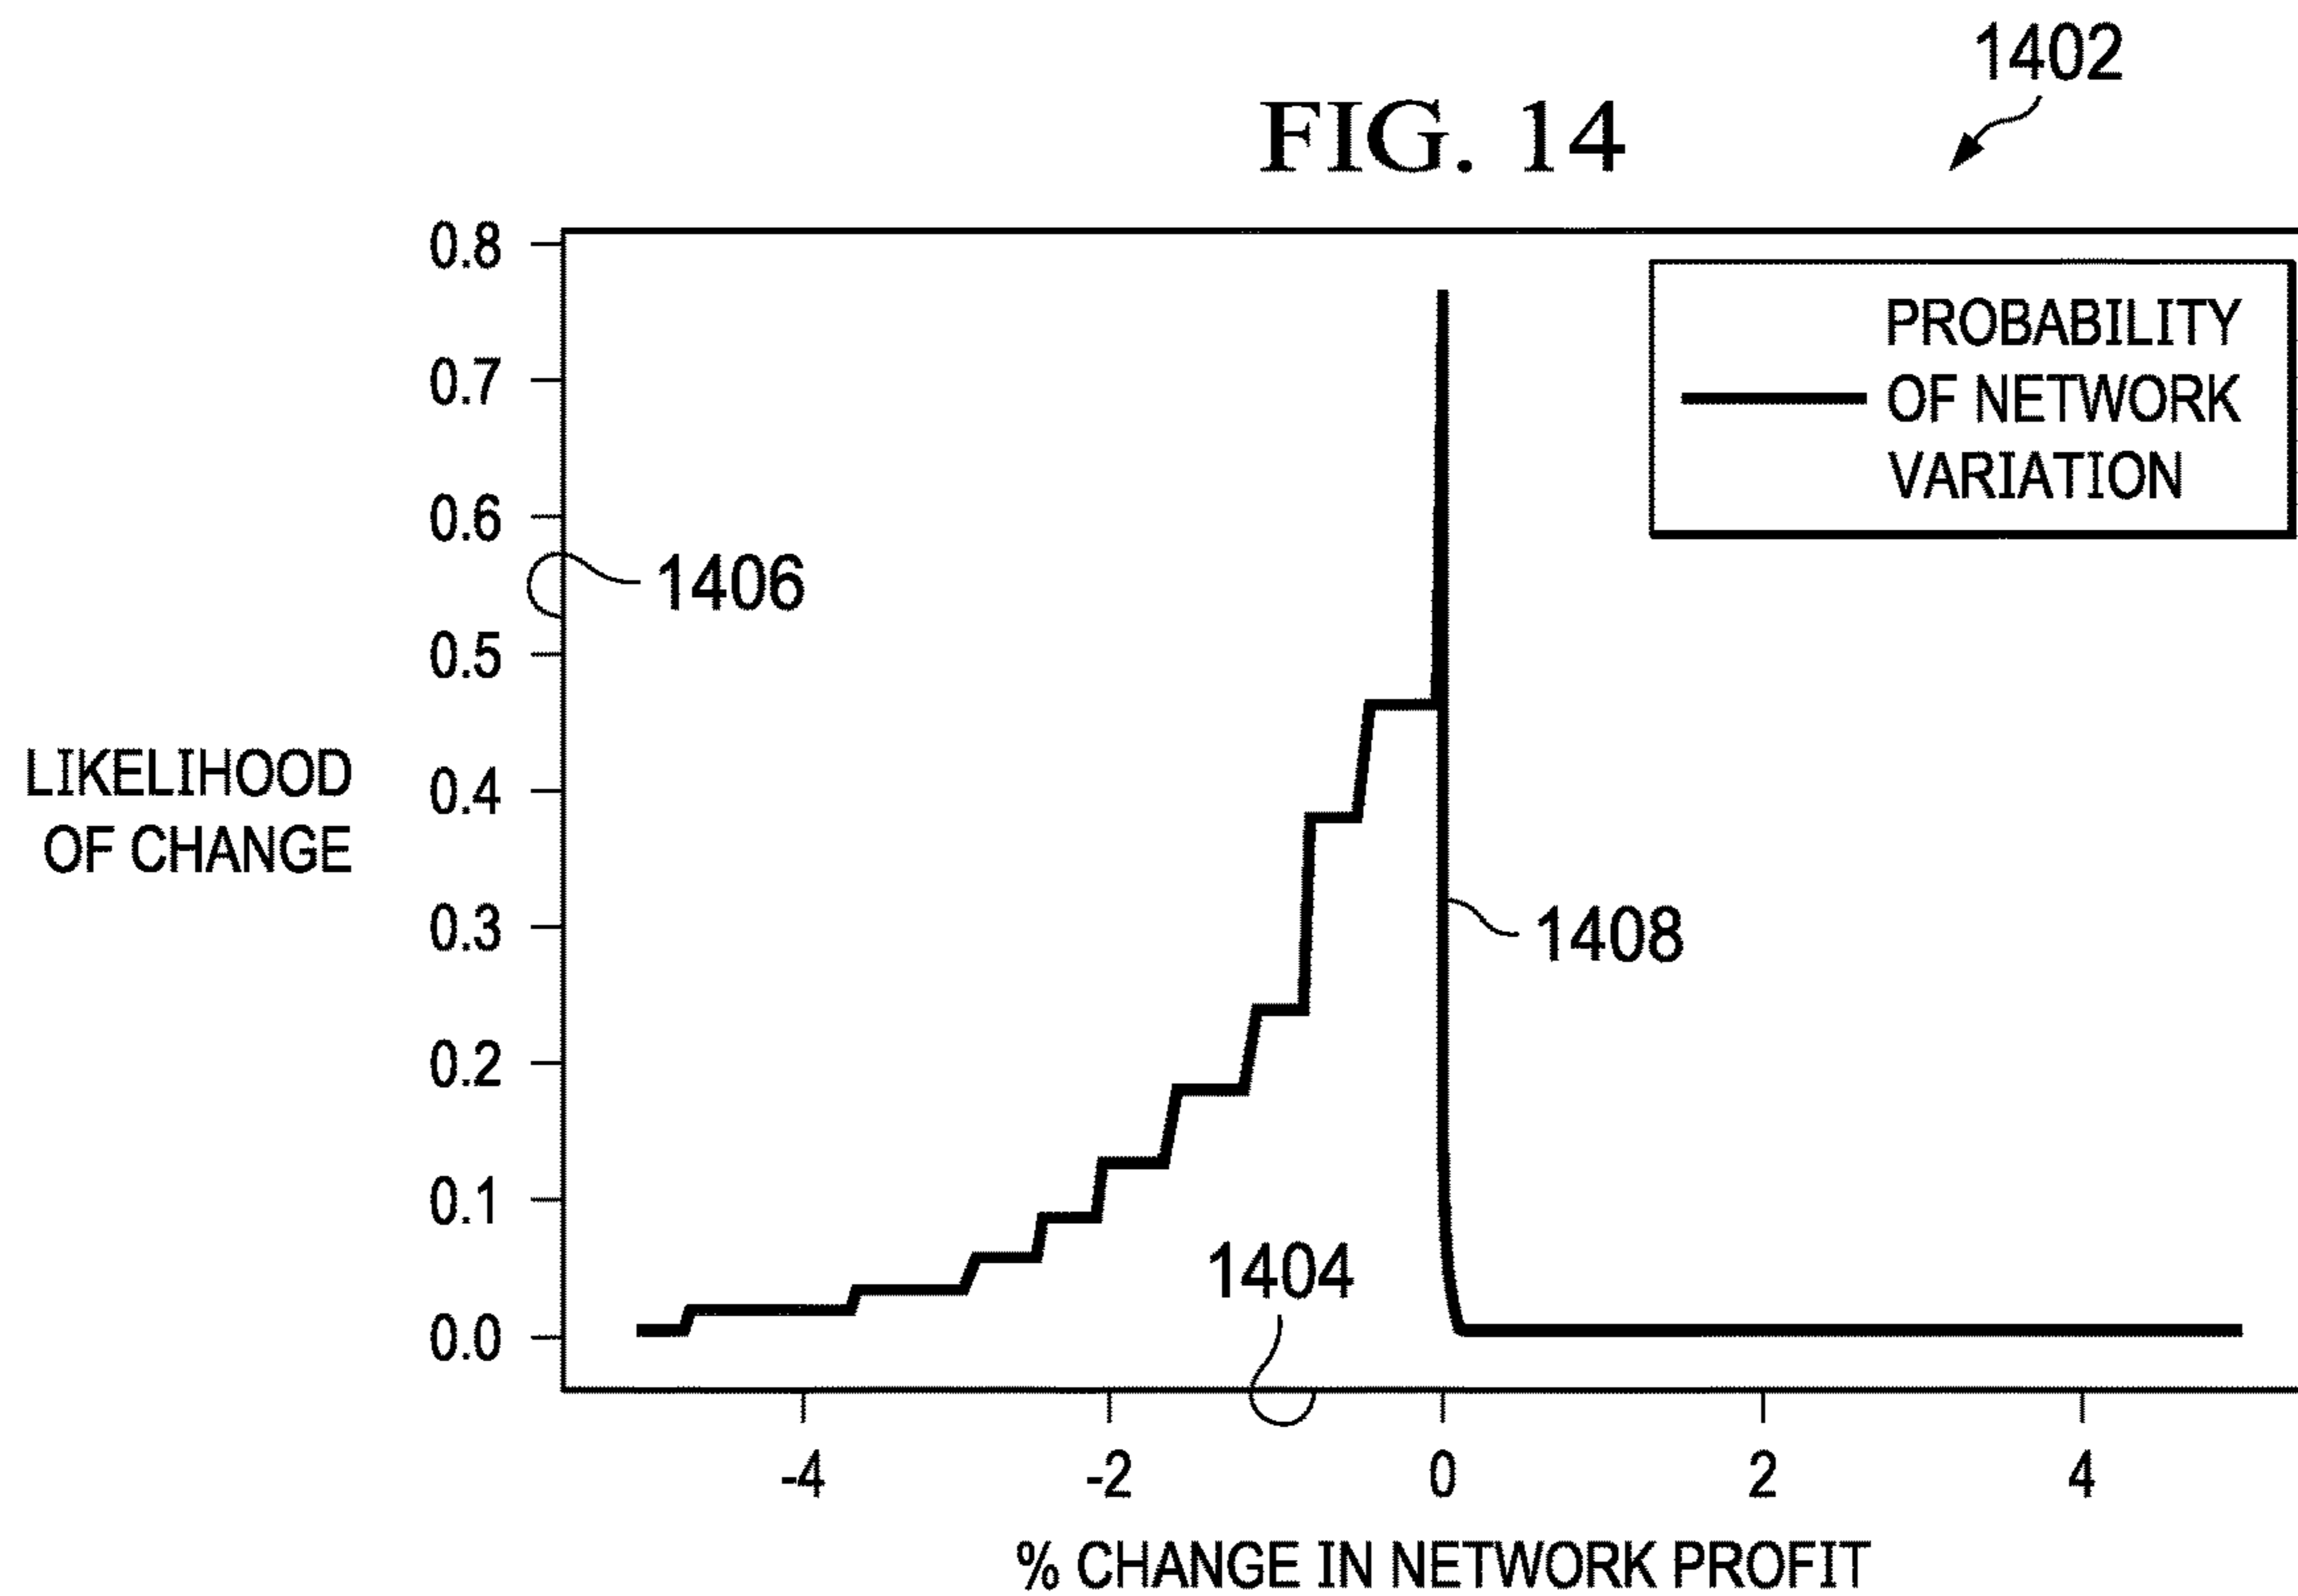 1402
FIG. 14
0.8
0.7
0.6
0.5
0.4
0.3
0.2
0.1
0.0
PROBABILITY
OF NETWORK
VARIATION
1406
LIKELIHOOD
OF CHANGE
1408
1404
-4 -2 0 2 4
% CHANGE IN NETWORK PROFIT